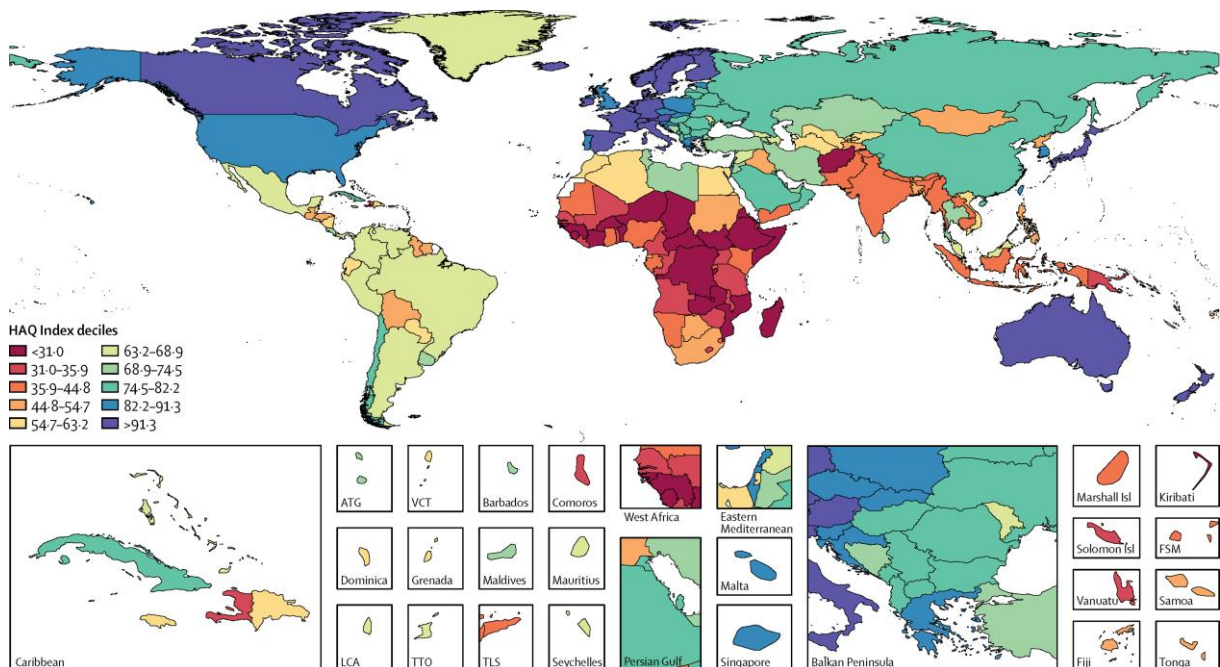 HAQ Index deciles
<31·0
31·0–35·9
35·9–44·8
44·8–54·7
54·7–63·2
63·2–68·9
68·9–74·5
74·5–82·2
82·2–91·3
>91·3
Caribbean
ATG
VCT
Barbados
Comoros
Dominica
Grenada
Maldives
Mauritius
LCA
TTO
TLS
Seychelles
West Africa
Eastern
Mediterranean
Persian Gulf
Malta
Singapore
Balkan Peninsula
Marshall Isl
Kiribati
Solomon Isl
FSM
Vanuatu
Samoa
Fiji
Tonga